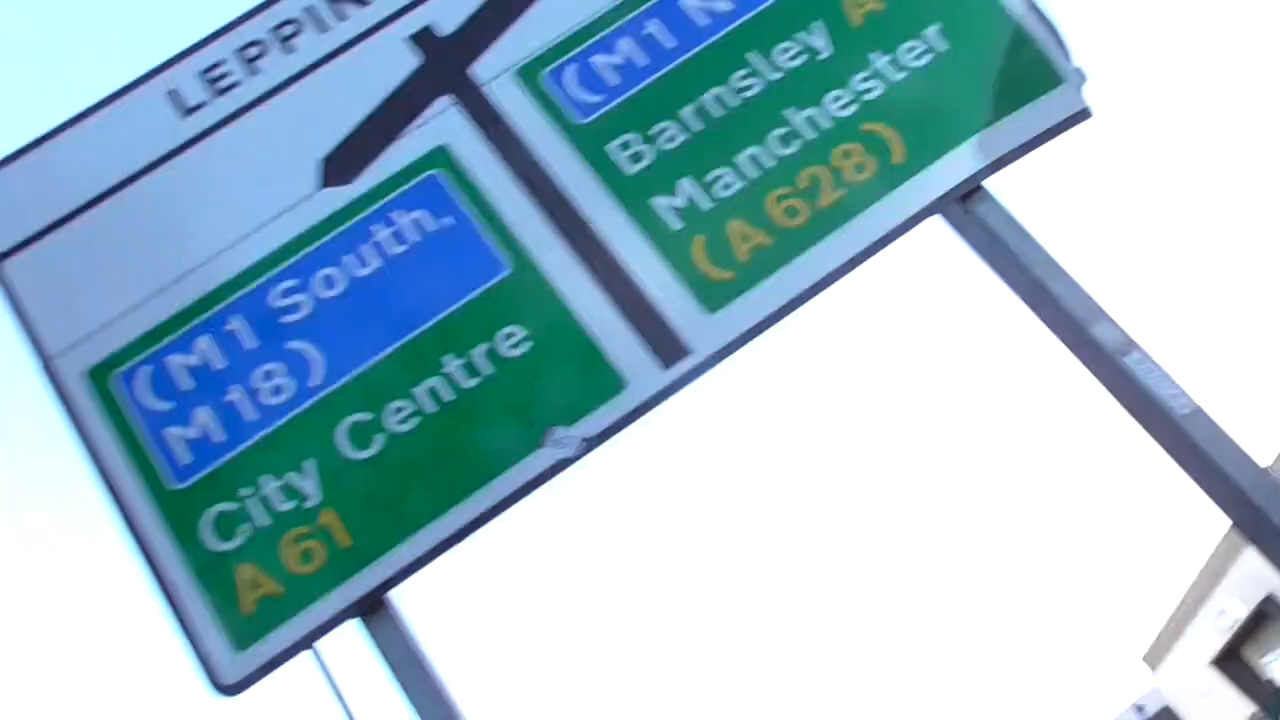 LEPPIN
(M1 South,
M18)
City Centre
A61
(M1 N
Barnsley A
Manchester
(A628)